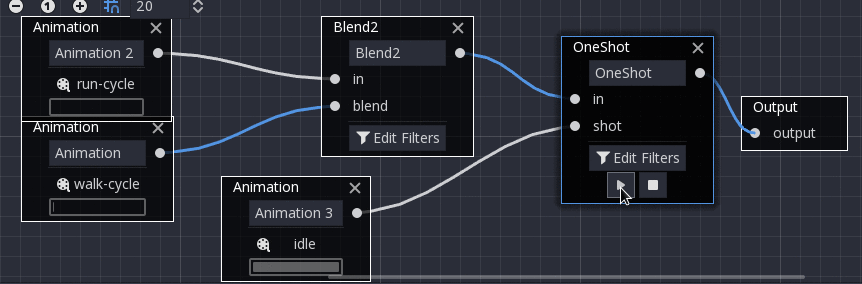 1 20
Animation
Animation 2
run-cycle
Animation
Animation
walk-cycle
Animation
Animation 3
idle
Blend2
Blend2
in
blend
Edit Filters
OneShot
OneShot
in
shot
Edit Filters
Output
output